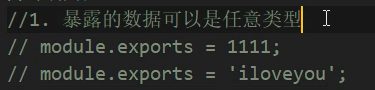 //1. 暴露的数据可以是任意类型
// module.exports = 1111;
// module.exports = 'iloveyou';